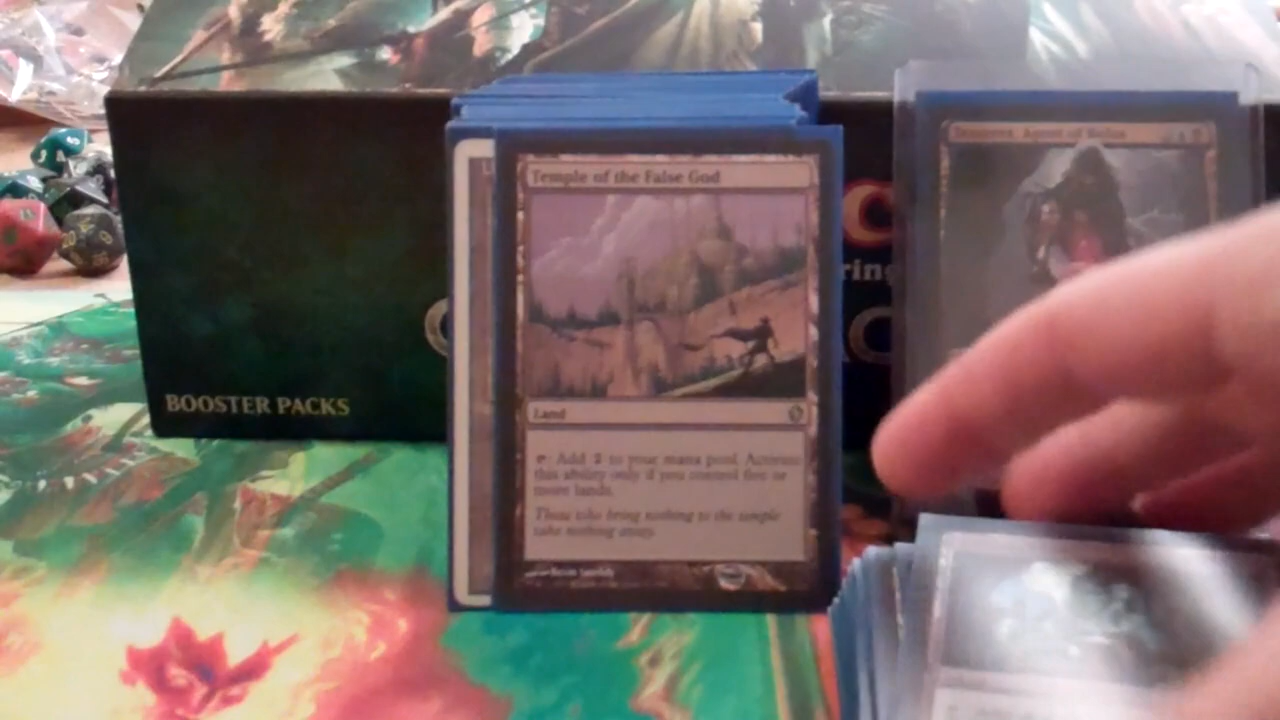 Temple of the False God
Land
: Add 2 to your mana pool. Activate
this ability only if you control five or
more lands.
Those who bring nothing to the temple
take nothing away.
Agent of Bolas
BOOSTER PACKS